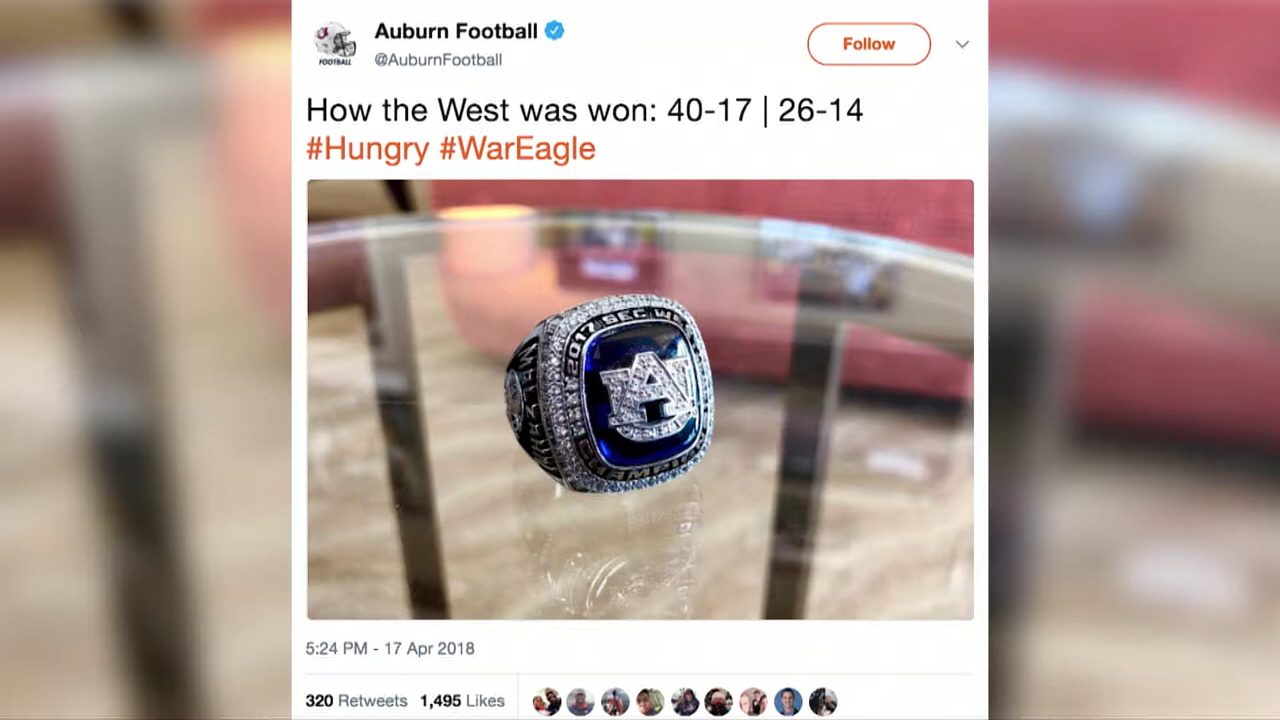 Auburn Football
FOOTBALL
@AuburnFootball
Follow
How the West was won: 40-17 | 26-14
#Hungry #WarEagle
2017 SEC
5:24 PM - 17 Apr 2018
320 Retweets 1,495 Likes